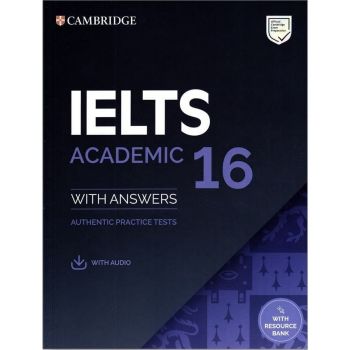 CAMBRIDGE
IELTS
ACADEMIC 16
WITH ANSWERS
AUTHENTIC PRACTICE TESTS
WITH AUDIO
WITH
RESOURCE
BANK